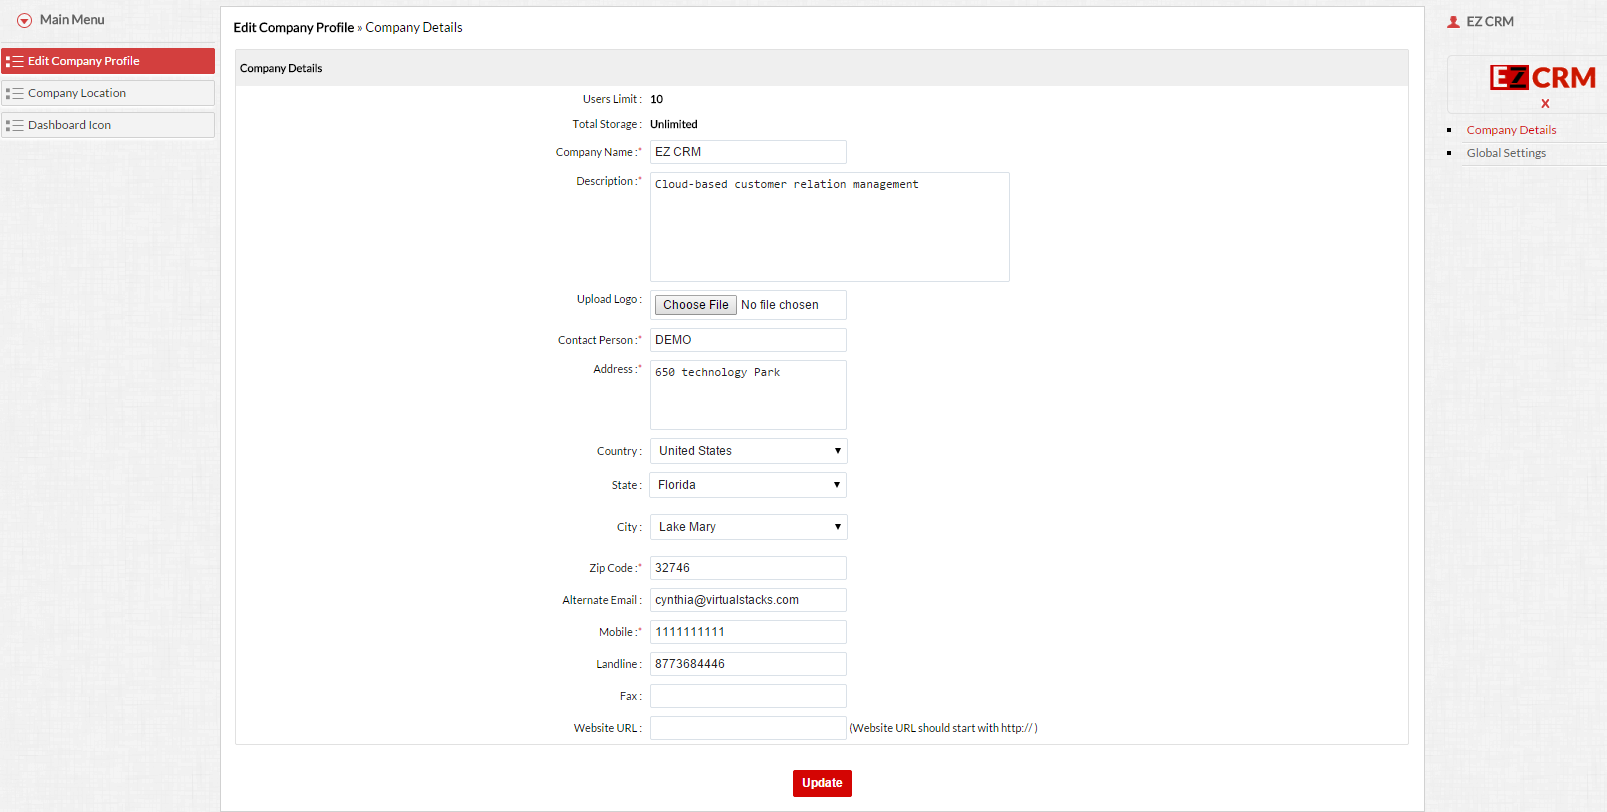 Main Menu
Edit Company Profile
Company Location
Dashboard Icon
Edit Company Profile » Company Details
Company Details
Users Limit : 10
Total Storage : Unlimited
Company Name :* EZ CRM
Description :* Cloud-based customer relation management
Upload Logo : Choose File No file chosen
Contact Person :* DEMO
Address :* 650 technology Park
Country : United States
State : Florida
City : Lake Mary
Zip Code :* 32746
Alternate Email : cynthia@virtualstacks.com
Mobile :* 1111111111
Landline : 8773684446
Fax :
Website URL : (Website URL should start with http:// )
Update
EZ CRM
EZ CRM
X
Company Details
Global Settings